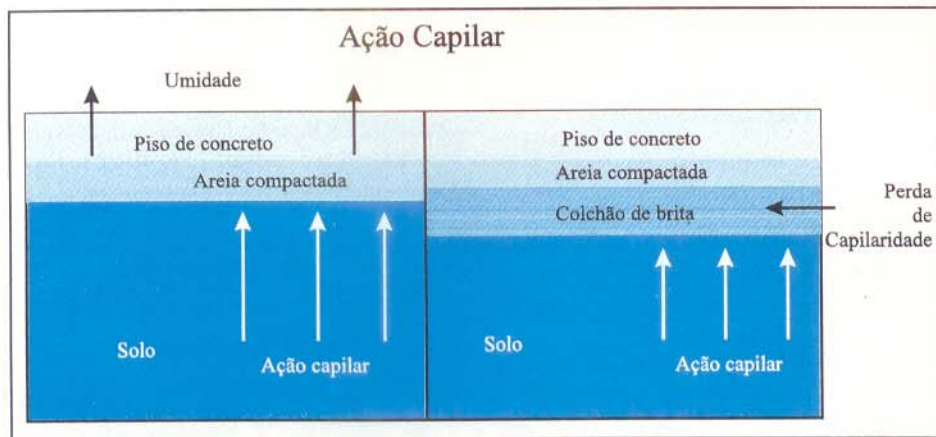 Ação Capilar
Umidade
Piso de concreto
Areia compactada
Solo
Ação capilar
Piso de concreto
Areia compactada
Colchão de brita
Perda
de
Capilaridade
Solo
Ação capilar